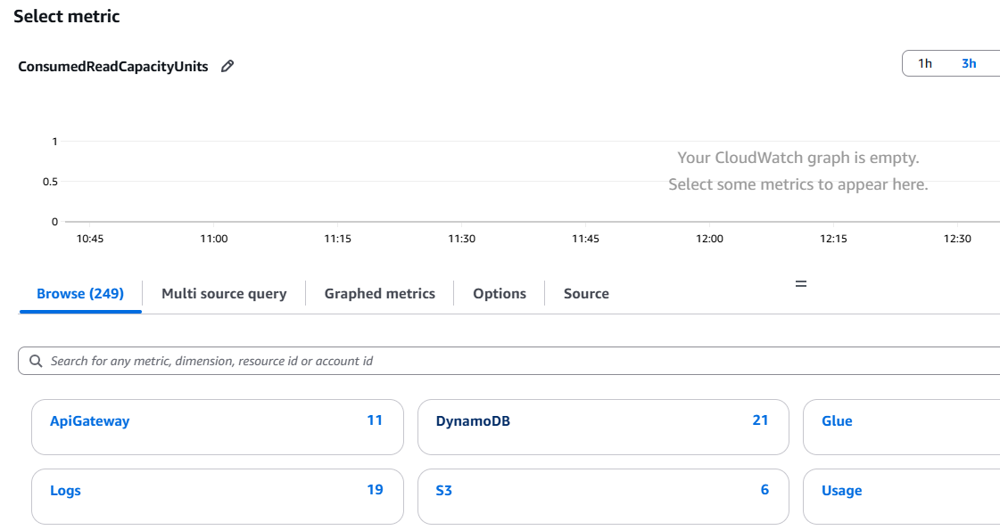 Select metric
ConsumedReadCapacityUnits
1h 3h
1
Your CloudWatch graph is empty.
0.5
Select some metrics to appear here.
0
10:45 11:00 11:15 11:30 11:45 12:00 12:15 12:30
Browse (249) Multi source query Graphed metrics Options Source
Search for any metric, dimension, resource id or account id
ApiGateway 11 DynamoDB 21 Glue
Logs 19 S3 6 Usage